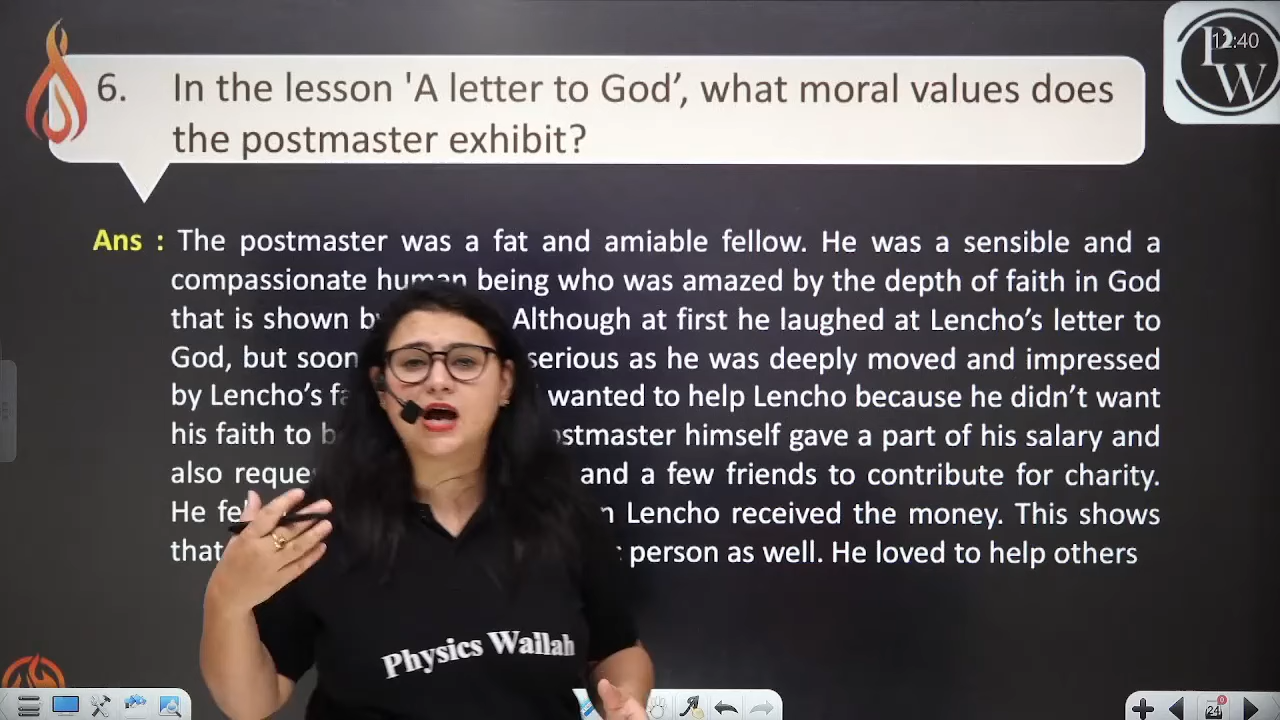 12:40
PW
6. In the lesson 'A letter to God’, what moral values does
the postmaster exhibit?
Ans : The postmaster was a fat and amiable fellow. He was a sensible and a
compassionate human being who was amazed by the depth of faith in God
that is shown Although at first he laughed at Lencho’s letter to
God, but soon serious as he was deeply moved and impressed
by Lencho’s wanted to help Lencho because he didn’t want
his faith to himself gave a part of his salary and
also and a few friends to contribute for charity.
He Lencho received the money. This shows
that person as well. He loved to help others
Physics Wallah
24